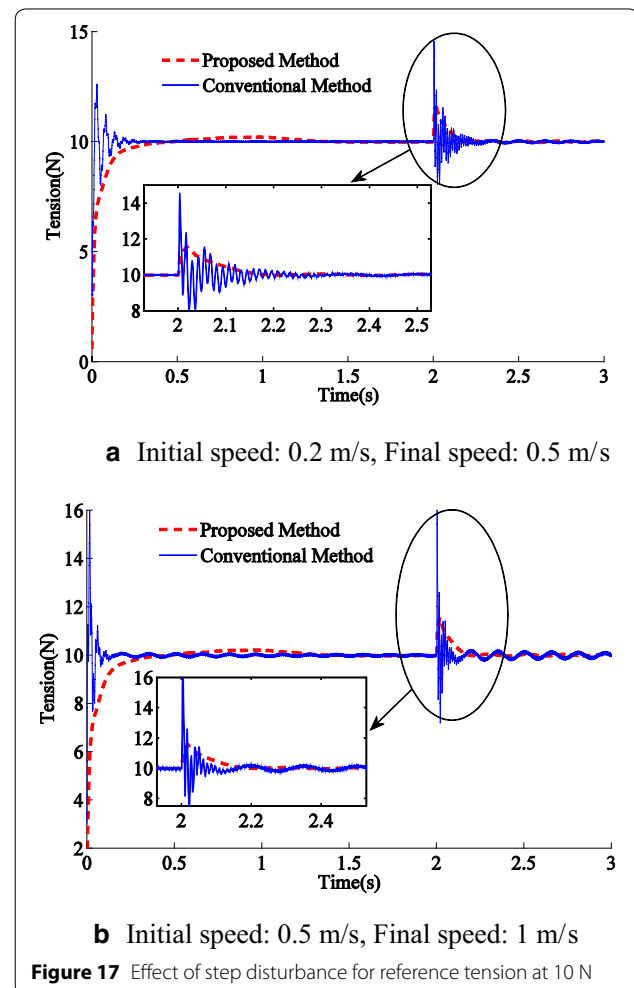 15
Proposed Method
Conventional Method
10
Tension(N)
14
12
10
8
2 2.1 2.2 2.3 2.4 2.5
5
0
0 0.5 1 1.5 2 2.5 3
Time(s)
a Initial speed: 0.2 m/s, Final speed: 0.5 m/s
16
Proposed Method
Conventional Method
14
12
Tension(N)
10
8
6
4
2
16
14
12
10
8
2 2.2 2.4
0 0.5 1 1.5 2 2.5 3
Time(s)
b Initial speed: 0.5 m/s, Final speed: 1 m/s
Figure 17 Effect of step disturbance for reference tension at 10 N